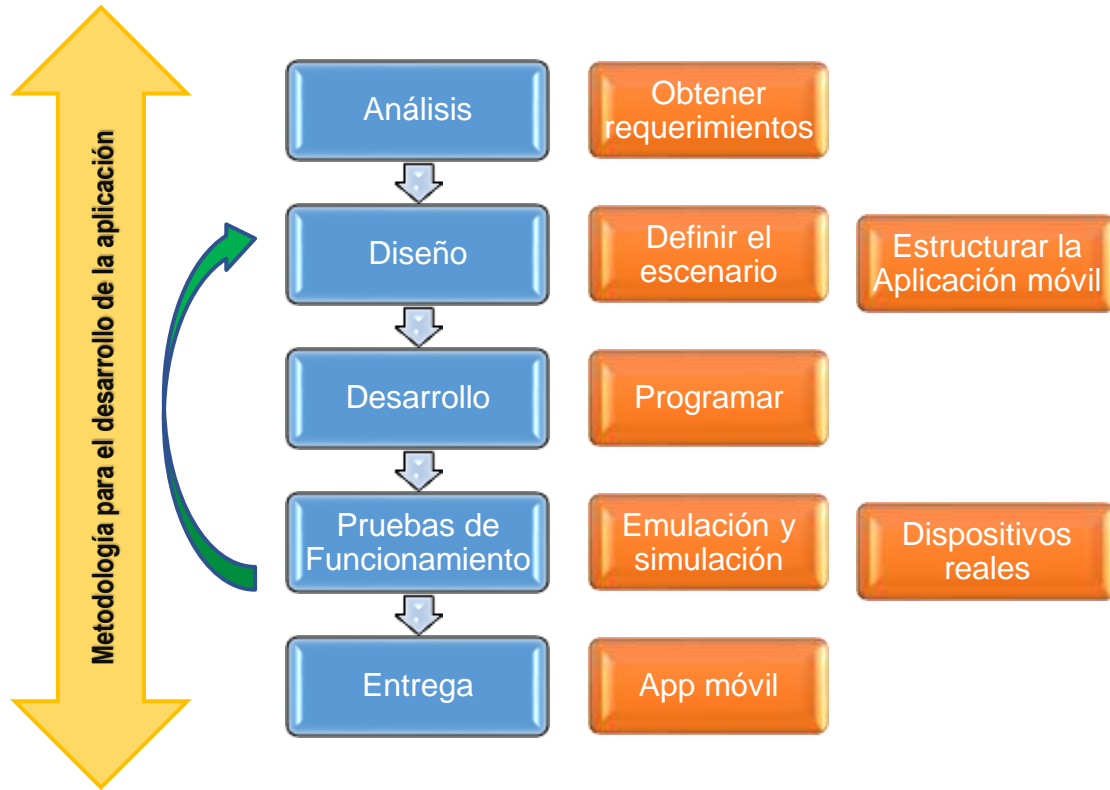 Metodología para el desarrollo de la aplicación
Análisis
Obtener
requerimientos
Diseño
Definir el
escenario
Estructurar la
Aplicación móvil
Desarrollo
Programar
Pruebas de
Funcionamiento
Emulación y
simulación
Dispositivos
reales
Entrega
App móvil